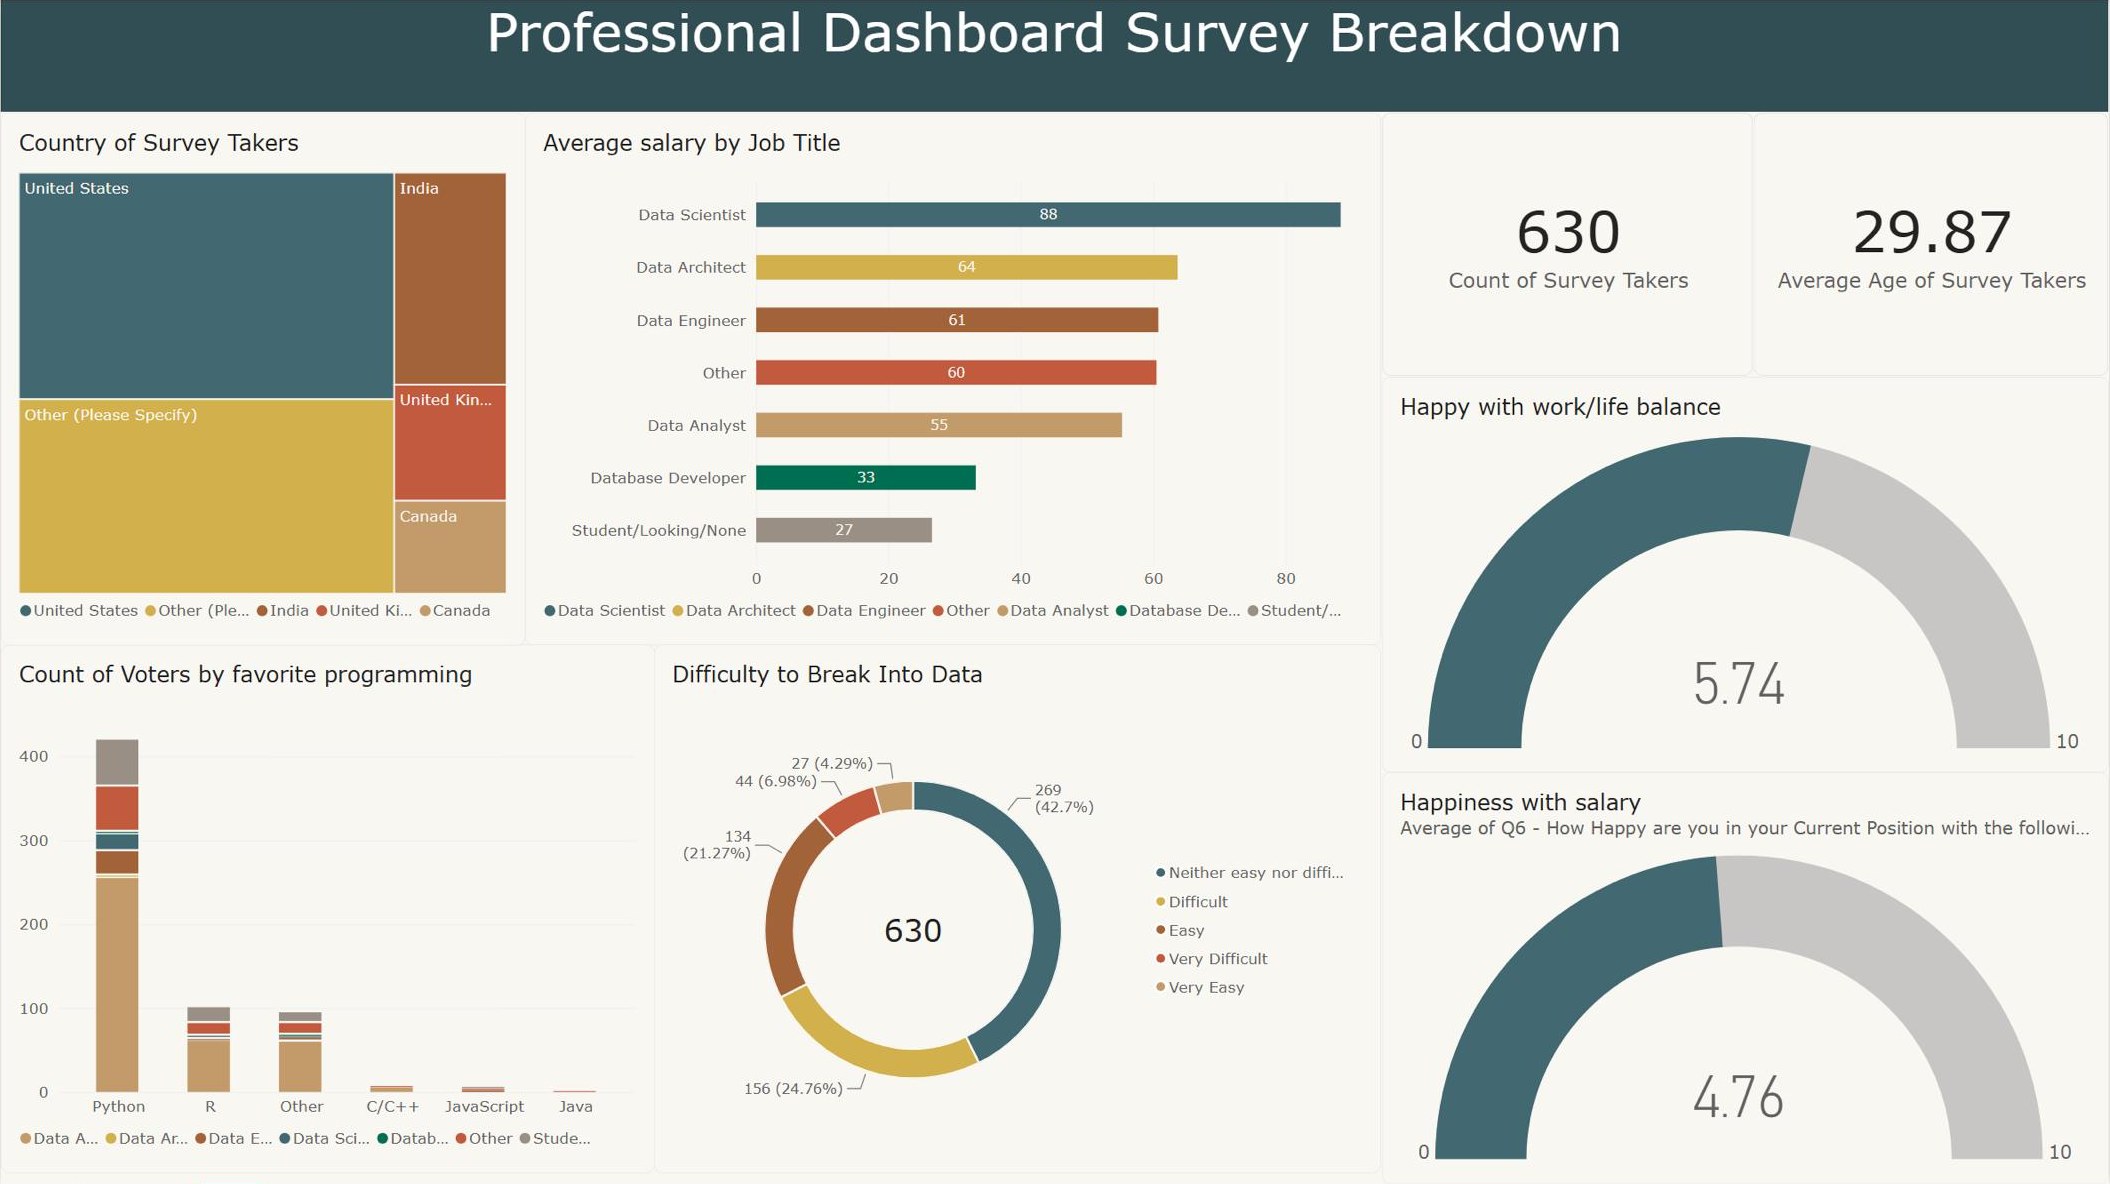 Professional Dashboard Survey Breakdown
Country of Survey Takers
United States
India
Other (Please Specify)
United Kin...
Canada
United States Other (Ple... India United Ki... Canada
Average salary by Job Title
Data Scientist 88
Data Architect 64
Data Engineer 61
Other 60
Data Analyst 55
Database Developer 33
Student/Looking/None 27
0 20 40 60 80
Data Scientist Data Architect Data Engineer Other Data Analyst Database De... Student/...
630
Count of Survey Takers
29.87
Average Age of Survey Takers
Happy with work/life balance
5.74
0 10
Count of Voters by favorite programming
400
300
200
100
0
Python R Other C/C++ JavaScript Java
Data A... Data Ar... Data E... Data Sci... Datab... Other Stude...
Difficulty to Break Into Data
27 (4.29%)
44 (6.98%)
269
(42.7%)
134
(21.27%)
630
156 (24.76%)
Neither easy nor diffi...
Difficult
Easy
Very Difficult
Very Easy
Happiness with salary
Average of Q6 - How Happy are you in your Current Position with the followi...
4.76
0 10